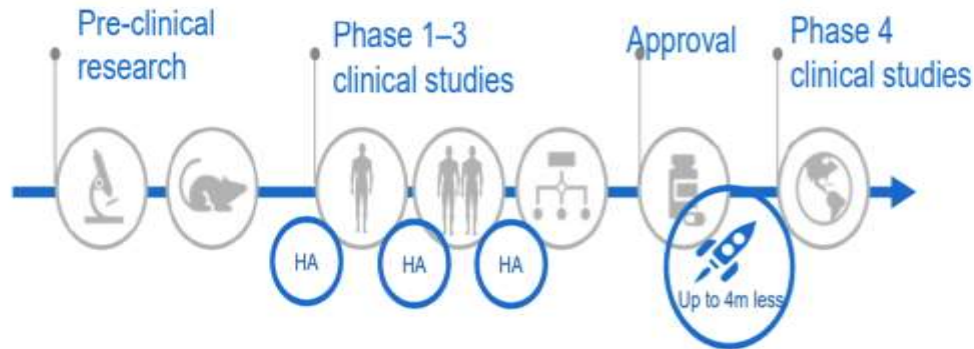 Pre-clinical
research
Phase 1–3
clinical studies
Approval
Phase 4
clinical studies
HA
HA
HA
Up to 4m less